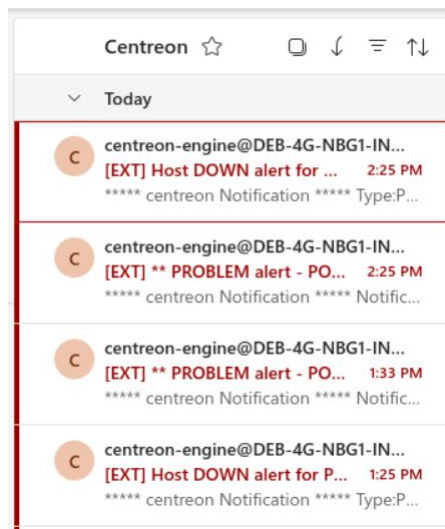 Centreon
Today
C
centreon-engine@DEB-4G-NBG1-IN...
[EXT] Host DOWN alert for ... 2:25 PM
***** centreon Notification ***** Type:P...
C
centreon-engine@DEB-4G-NBG1-IN...
[EXT] ** PROBLEM alert - PO... 2:25 PM
***** centreon Notification ***** Notific...
C
centreon-engine@DEB-4G-NBG1-IN...
[EXT] ** PROBLEM alert - PO... 1:33 PM
***** centreon Notification ***** Notific...
C
centreon-engine@DEB-4G-NBG1-IN...
[EXT] Host DOWN alert for P... 1:25 PM
***** centreon Notification ***** Type:P...